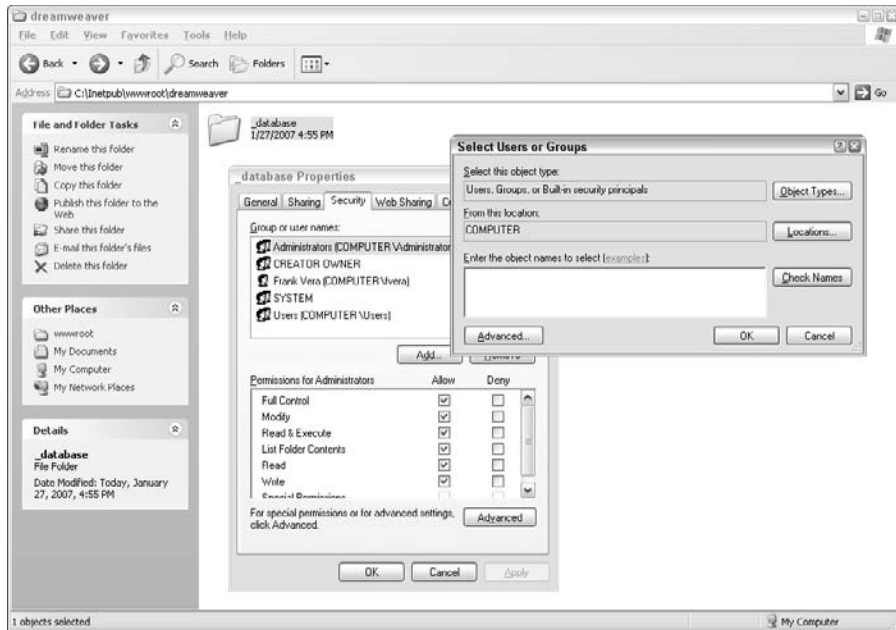 dreamweaver
File Edit View Favorites Tools Help
Back Search Folders
Address C:\Inetpub\wwwroot\dreamweaver Go
File and Folder Tasks
Rename this folder
Move this folder
Copy this folder
Publish this folder to the
Web
Share this folder
E-mail this folder's files
Delete this folder
Other Places
wwwroot
My Documents
My Computer
My Network Places
Details
_database
File Folder
Date Modified: Today, January
27, 2007, 4:55 PM
_database
1/27/2007 4:55 PM
_database Properties
General Sharing Security Web Sharing
Group or user names:
Administrators (COMPUTER\Administrator
CREATOR OWNER
Frank Vera (COMPUTER\fvera)
SYSTEM
Users (COMPUTER\Users)
Add... Remove
Permissions for Administrators Allow Deny
Full Control
Modify
Read & Execute
List Folder Contents
Read
Write
Special Permissions
For special permissions or for advanced settings,
click Advanced.
Advanced
OK Cancel Apply
Select Users or Groups
Select this object type:
Users, Groups, or Built-in security principals Object Types...
From this location:
COMPUTER Locations...
Enter the object names to select (examples):
Check Names
Advanced... OK Cancel
1 objects selected My Computer